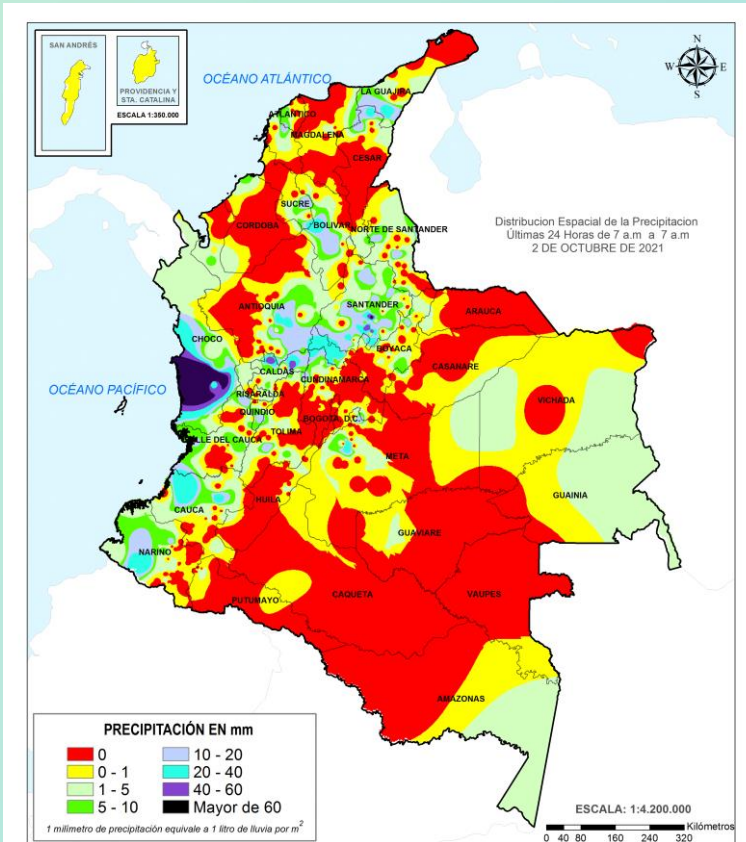 SAN ANDRÉS
PROVIDENCIA Y
STA. CATALINA
ESCALA 1:350.000
OCÉANO ATLÁNTICO
N
W
E
S
LA GUAJIRA
ATLÁNTICO
MAGDALENA
CESAR
SUCRE
CORDOBA
BOLIVAR
NORTE DE SANTANDER
Distribucion Espacial de la Precipitacion
Últimas 24 Horas de 7 a.m a 7 a.m
2 DE OCTUBRE DE 2021
ANTIOQUIA
SANTANDER
ARAUCA
CHOCO
BOYACA
CALDAS
CASANARE
CUNDINAMARCA
OCÉANO PACÍFICO
RISARALDA
VICHADA
QUINDIO
BOGOTA, D.C.
TOLIMA
VALLE DEL CAUCA
META
GUAINIA
HUILA
CAUCA
GUAVIARE
NARIÑO
PUTUMAYO
CAQUETA
VAUPES
AMAZONAS
PRECIPITACIÓN EN mm
0
10 - 20
0 - 1
20 - 40
1 - 5
40 - 60
5 - 10
Mayor de 60
1 milimetro de precipitación equivale a 1 litro de lluvia por m²
ESCALA: 1:4.200.000
Kilómetros
0 40 80 160 240 320